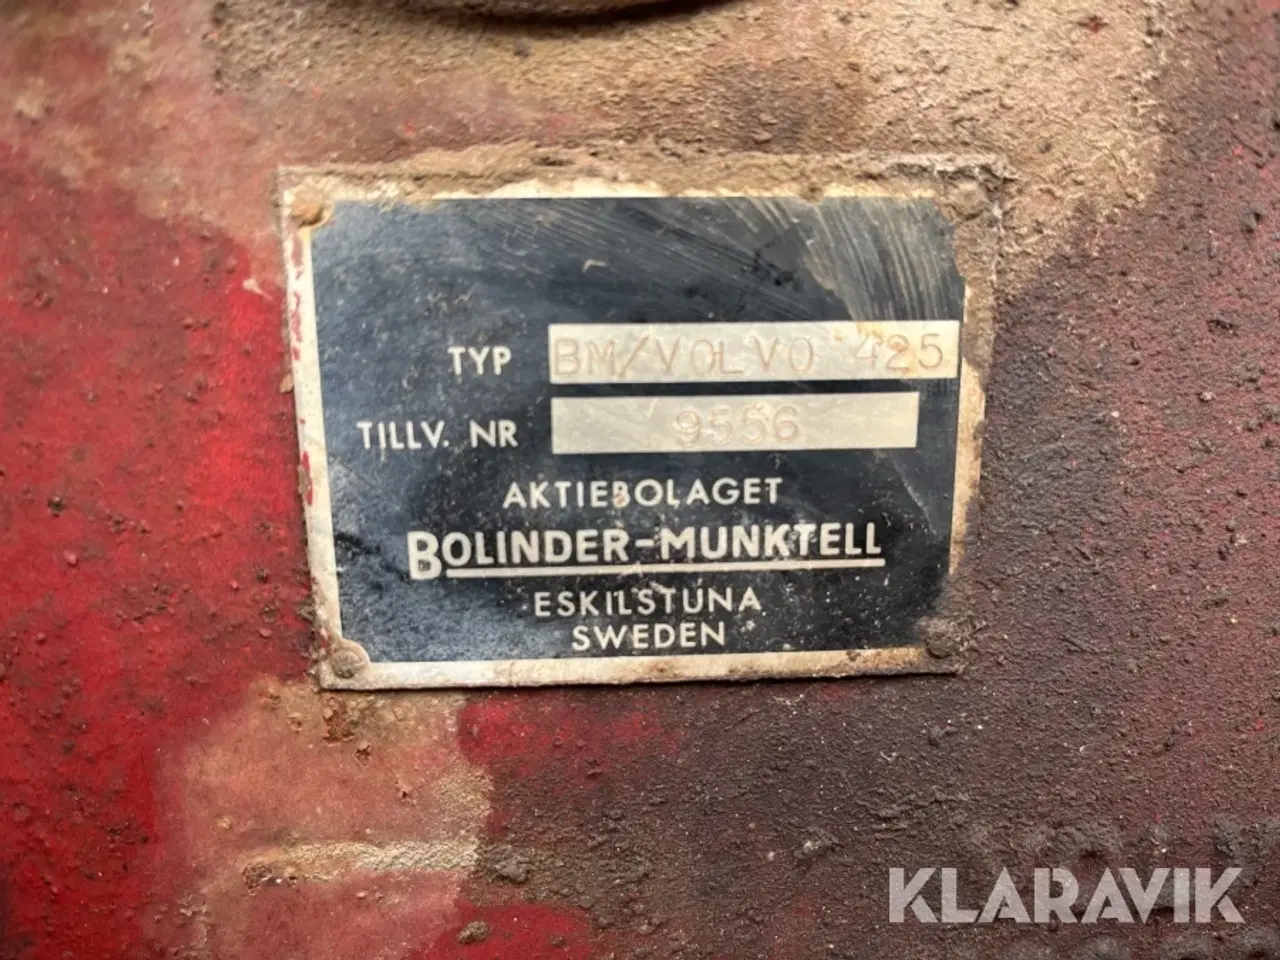 TYP BM/VOLVO 425
TILLV. NR 9556
AKTIEBOLAGET
BOLINDER-MUNKTELL
ESKILSTUNA
SWEDEN
KLARAVIK